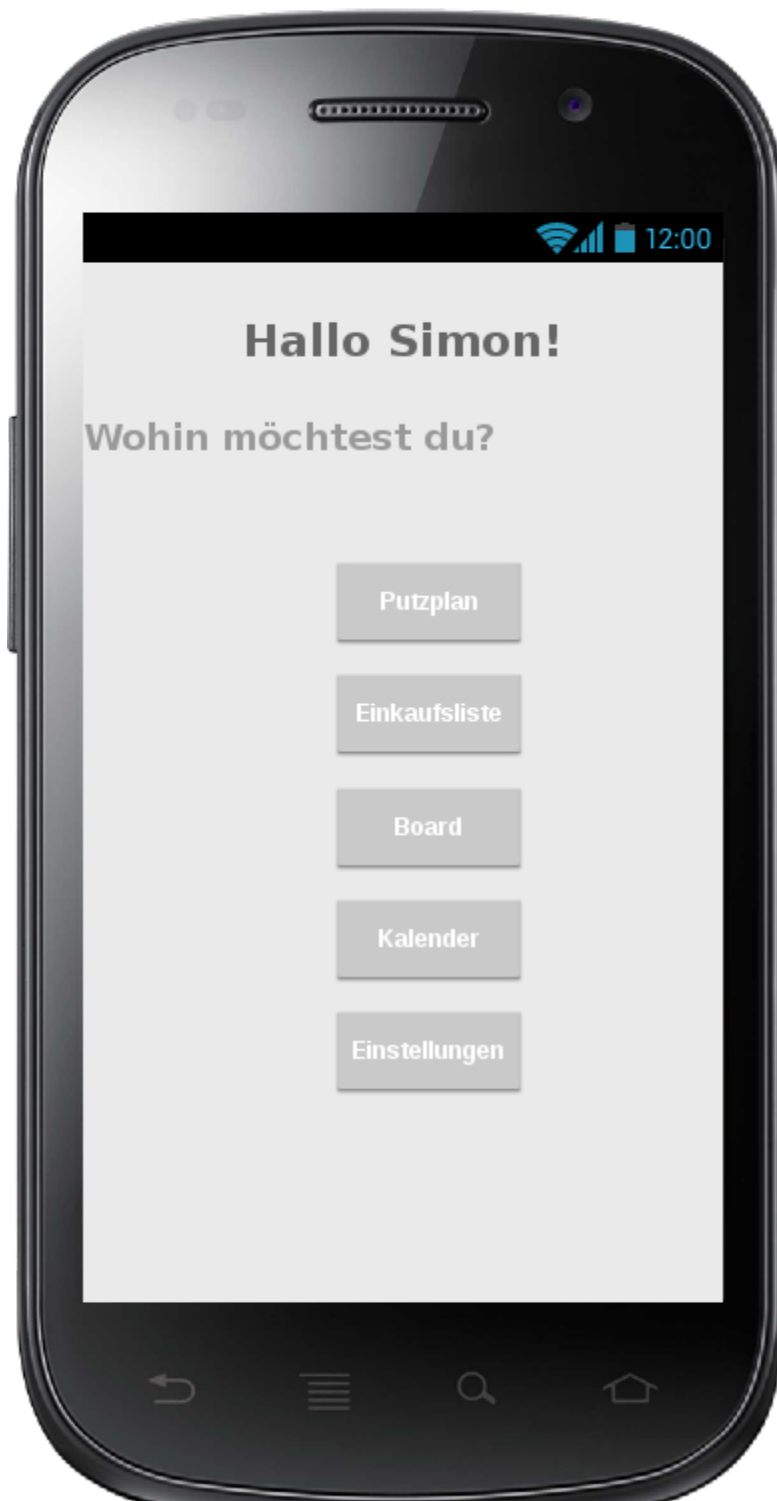 12:00
Hallo Simon!
Wohin möchtest du?
Putzplan
Einkaufsliste
Board
Kalender
Einstellungen